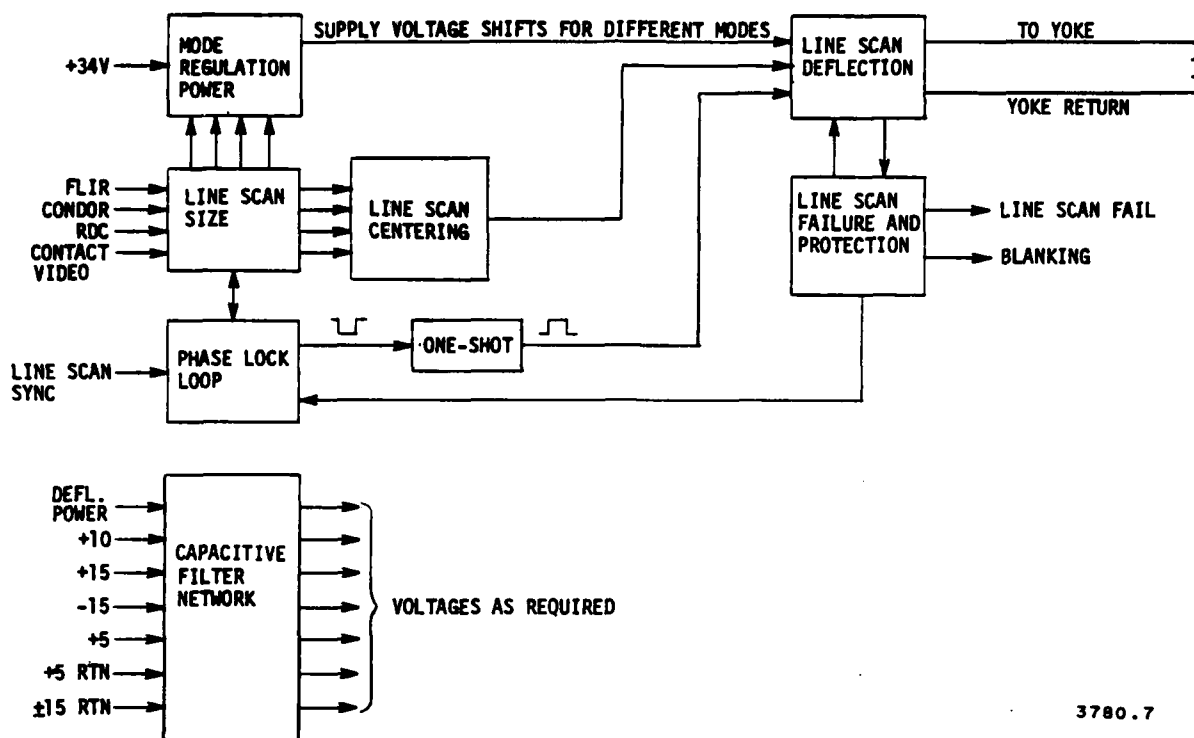 SUPPLY VOLTAGE SHIFTS FOR DIFFERENT MODES
MODE
REGULATION
POWER
+34V
LINE SCAN
DEFLECTION
TO YOKE
YOKE RETURN
FLIR
CONDOR
RDC
CONTACT
VIDEO
LINE SCAN
SIZE
LINE SCAN
CENTERING
LINE SCAN
FAILURE AND
PROTECTION
LINE SCAN FAIL
BLANKING
LINE SCAN
SYNC
PHASE LOCK
LOOP
ONE-SHOT
DEFL.
POWER
+10
+15
-15
+5
+5 RTN
±15 RTN
CAPACITIVE
FILTER
NETWORK
VOLTAGES AS REQUIRED
3780.7